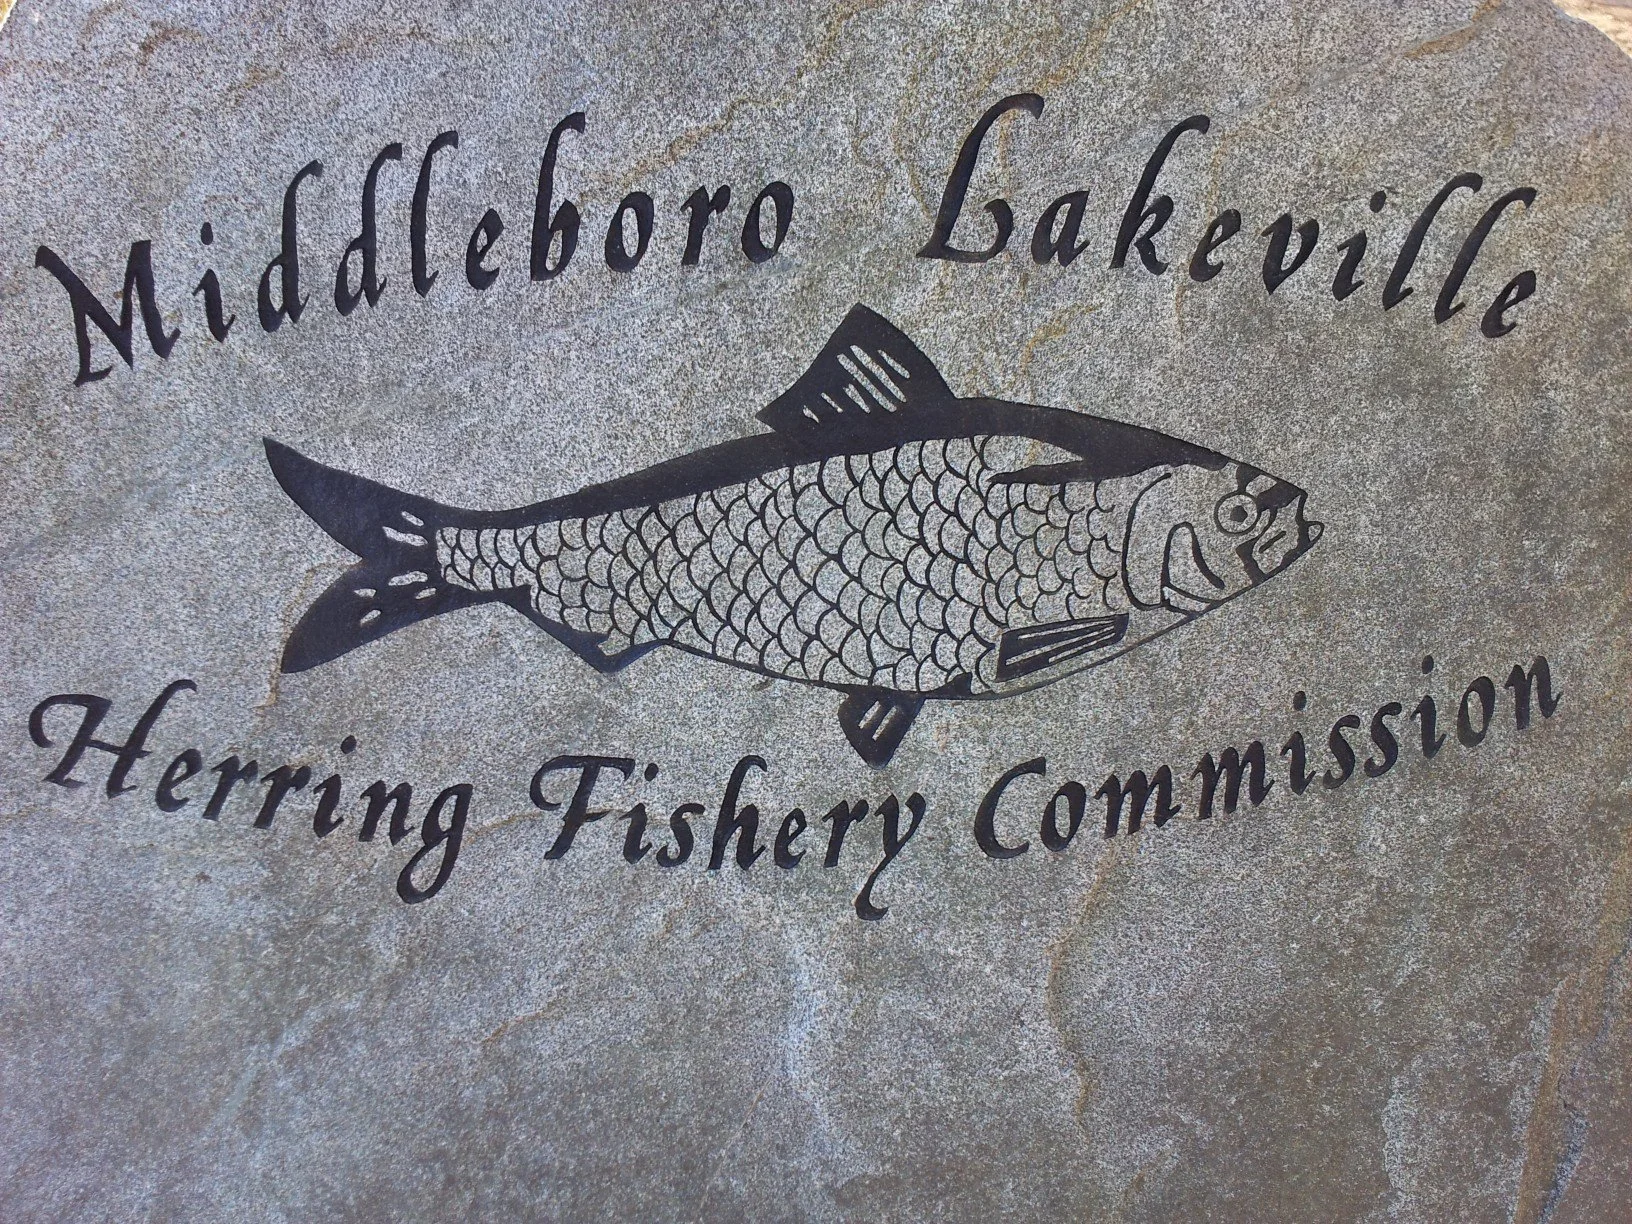 Middleboro Lakeville
Herring Fishery Commission